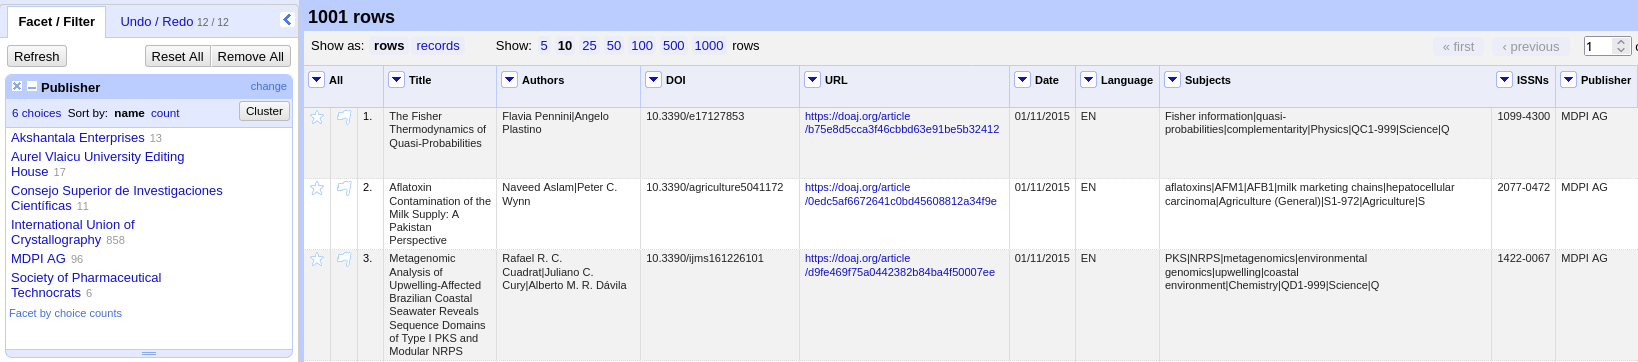 Facet / Filter
Undo / Redo 12 / 12
Refresh
Reset All Remove All
Publisher
change
6 choices Sort by: name count
Cluster
Akshantala Enterprises 13
Aurel Vlaicu University Editing
House 17
Consejo Superior de Investigaciones
Científicas 11
International Union of
Crystallography 858
MDPI AG 96
Society of Pharmaceutical
Technocrats 6
Facet by choice counts
1001 rows
Show as: rows records Show: 5 10 25 50 100 500 1000 rows
« first ‹ previous 1
All Title Authors DOI URL Date Language Subjects ISSNs Publisher
1.
The Fisher
Thermodynamics of
Quasi-Probabilities
Flavia Pennini|Angelo
Plastino
10.3390/e17127853
https://doaj.org/article
/b75e8d5cca3f46cbbd63e91be5b32412
01/11/2015
EN
Fisher information|quasi-
probabilities|complementarity|Physics|QC1-999|Science|Q
1099-4300
MDPI AG
2.
Aflatoxin
Contamination of the
Milk Supply: A
Pakistan
Perspective
Naveed Aslam|Peter C.
Wynn
10.3390/agriculture5041172
https://doaj.org/article
/0edc5af6672641c0bd45608812a34f9e
01/11/2015
EN
aflatoxins|AFM1|AFB1|milk marketing chains|hepatocellular
carcinoma|Agriculture (General)|S1-972|Agriculture|S
2077-0472
MDPI AG
3.
Metagenomic
Analysis of
Upwelling-Affected
Brazilian Coastal
Seawater Reveals
Sequence Domains
of Type I PKS and
Modular NRPS
Rafael R. C.
Cuadrat|Juliano C.
Cury|Alberto M. R. Dávila
10.3390/ijms161226101
https://doaj.org/article
/d9fe469f75a0442382b84ba4f50007ee
01/11/2015
EN
PKS|NRPS|metagenomics|environmental
genomics|upwelling|coastal
environment|Chemistry|QD1-999|Science|Q
1422-0067
MDPI AG